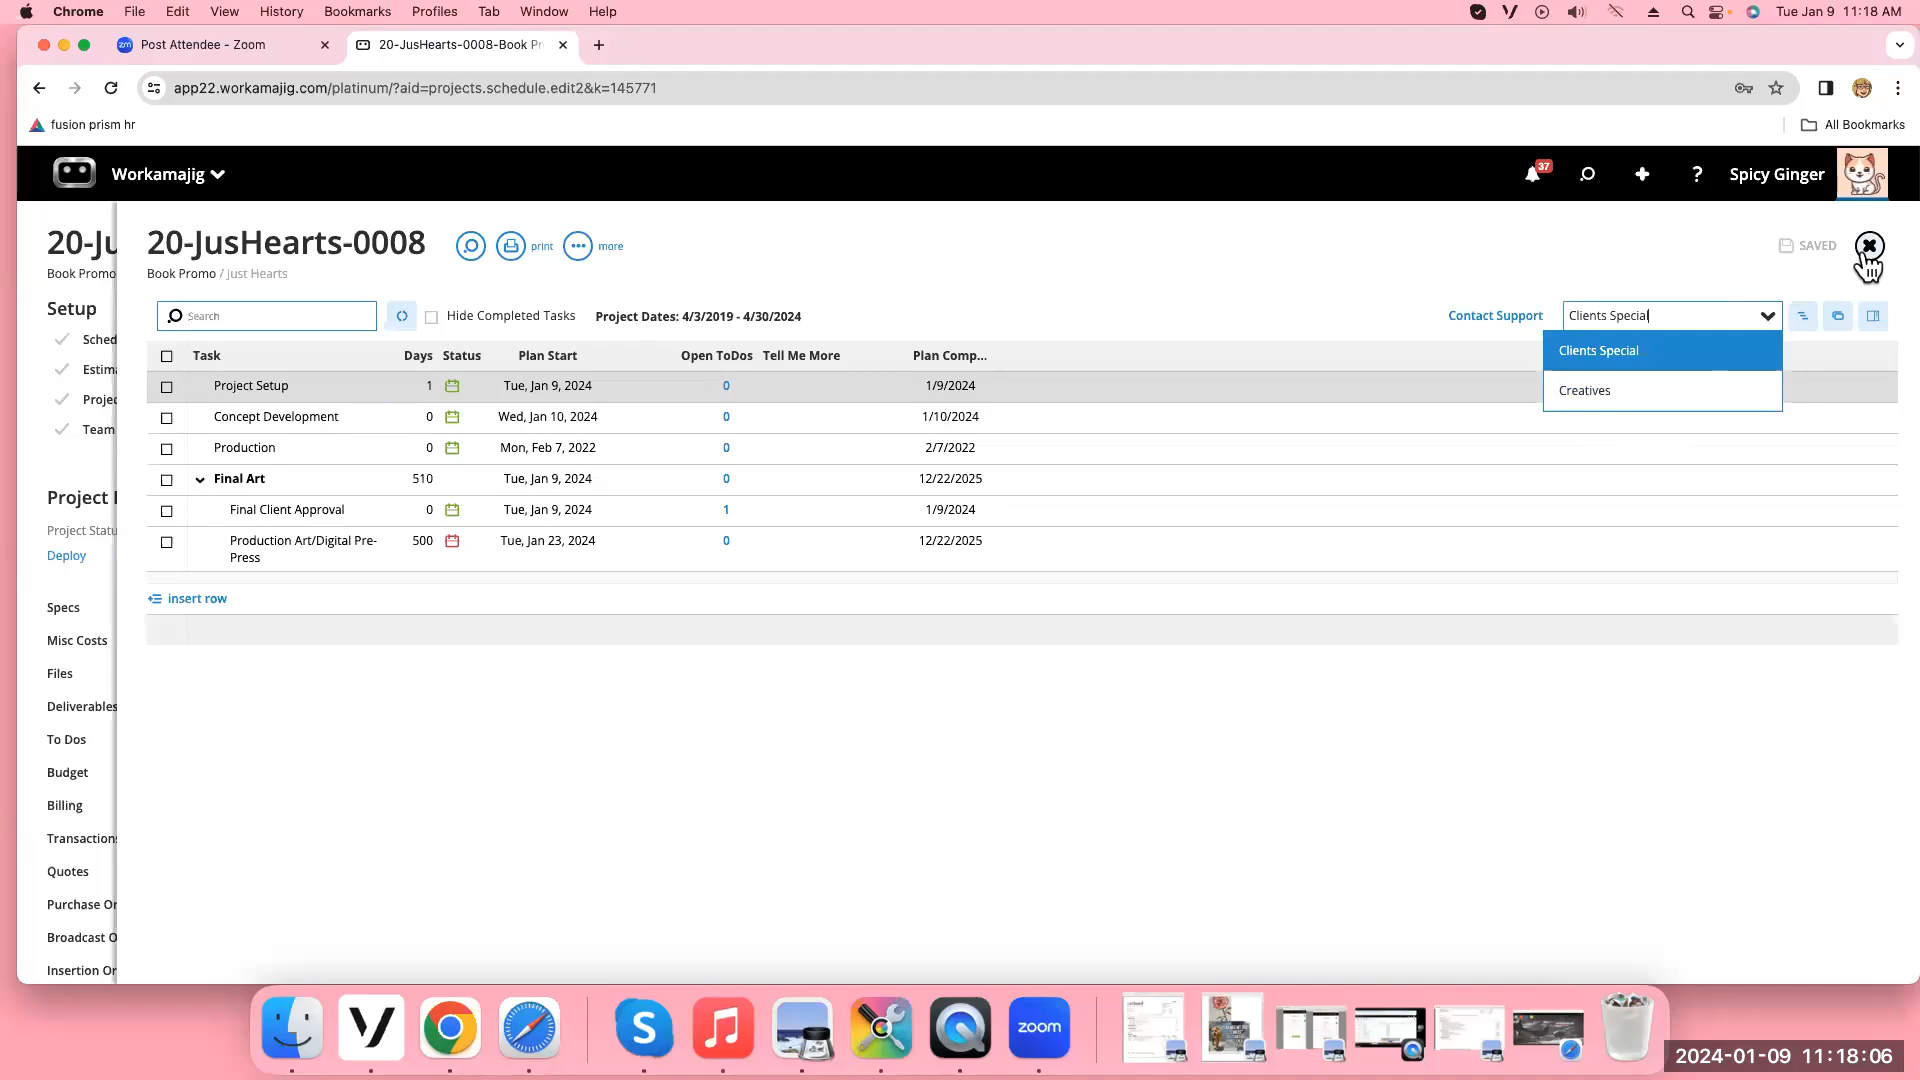 Chrome File Edit View History Bookmarks Profiles Tab Window Help Tue Jan 9 11:18 AM
zm Post Attendee - Zoom 20-JusHearts-0008-Book Pr
app22.workamajig.com/platinum/?aid=projects.schedule.edit2&k=145771
fusion prism hr All Bookmarks
Workamajig 37 ? Spicy Ginger
20-Ju
Book Promo
Setup
Sched
Estima
Projec
Team
Project
Project Statu
Deploy
Specs
Misc Costs
Files
Deliverables
To Dos
Budget
Billing
Transactions
Quotes
Purchase Or
Broadcast O
Insertion Or
20-JusHearts-0008 print more SAVED
Book Promo / Just Hearts
Search Hide Completed Tasks Project Dates: 4/3/2019 - 4/30/2024 Contact Support Clients Special
Clients Special
Creatives
Task Days Status Plan Start Open ToDos Tell Me More Plan Comp...
Project Setup 1 Tue, Jan 9, 2024 0 1/9/2024
Concept Development 0 Wed, Jan 10, 2024 0 1/10/2024
Production 0 Mon, Feb 7, 2022 0 2/7/2022
Final Art 510 Tue, Jan 9, 2024 0 12/22/2025
Final Client Approval 0 Tue, Jan 9, 2024 1 1/9/2024
Production Art/Digital Pre- 500 Tue, Jan 23, 2024 0 12/22/2025
Press
insert row
zoom
2024-01-09 11:18:06